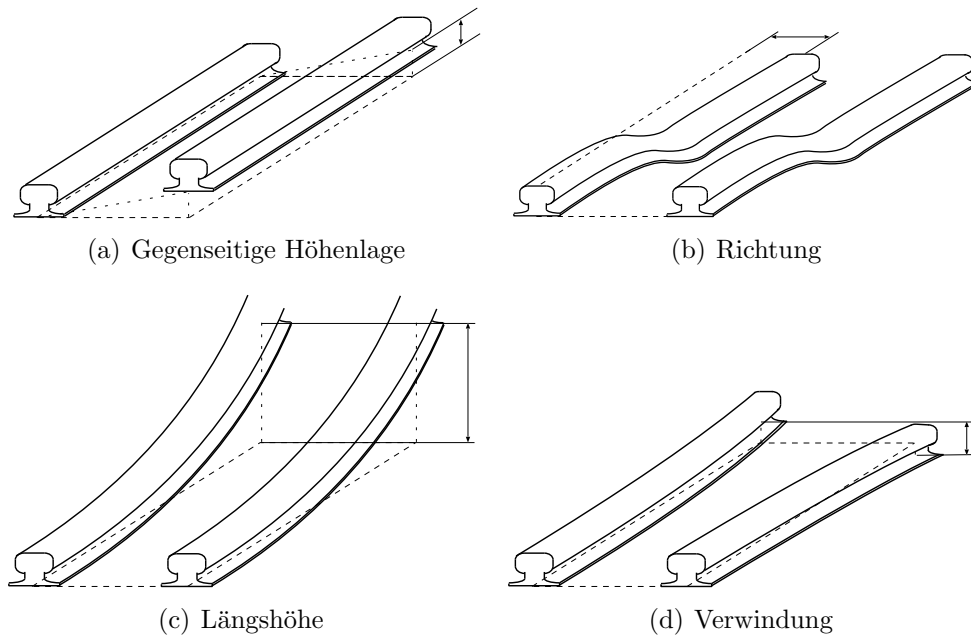 (a) Gegenseitige Höhenlage
(b) Richtung
(c) Längshöhe
(d) Verwindung